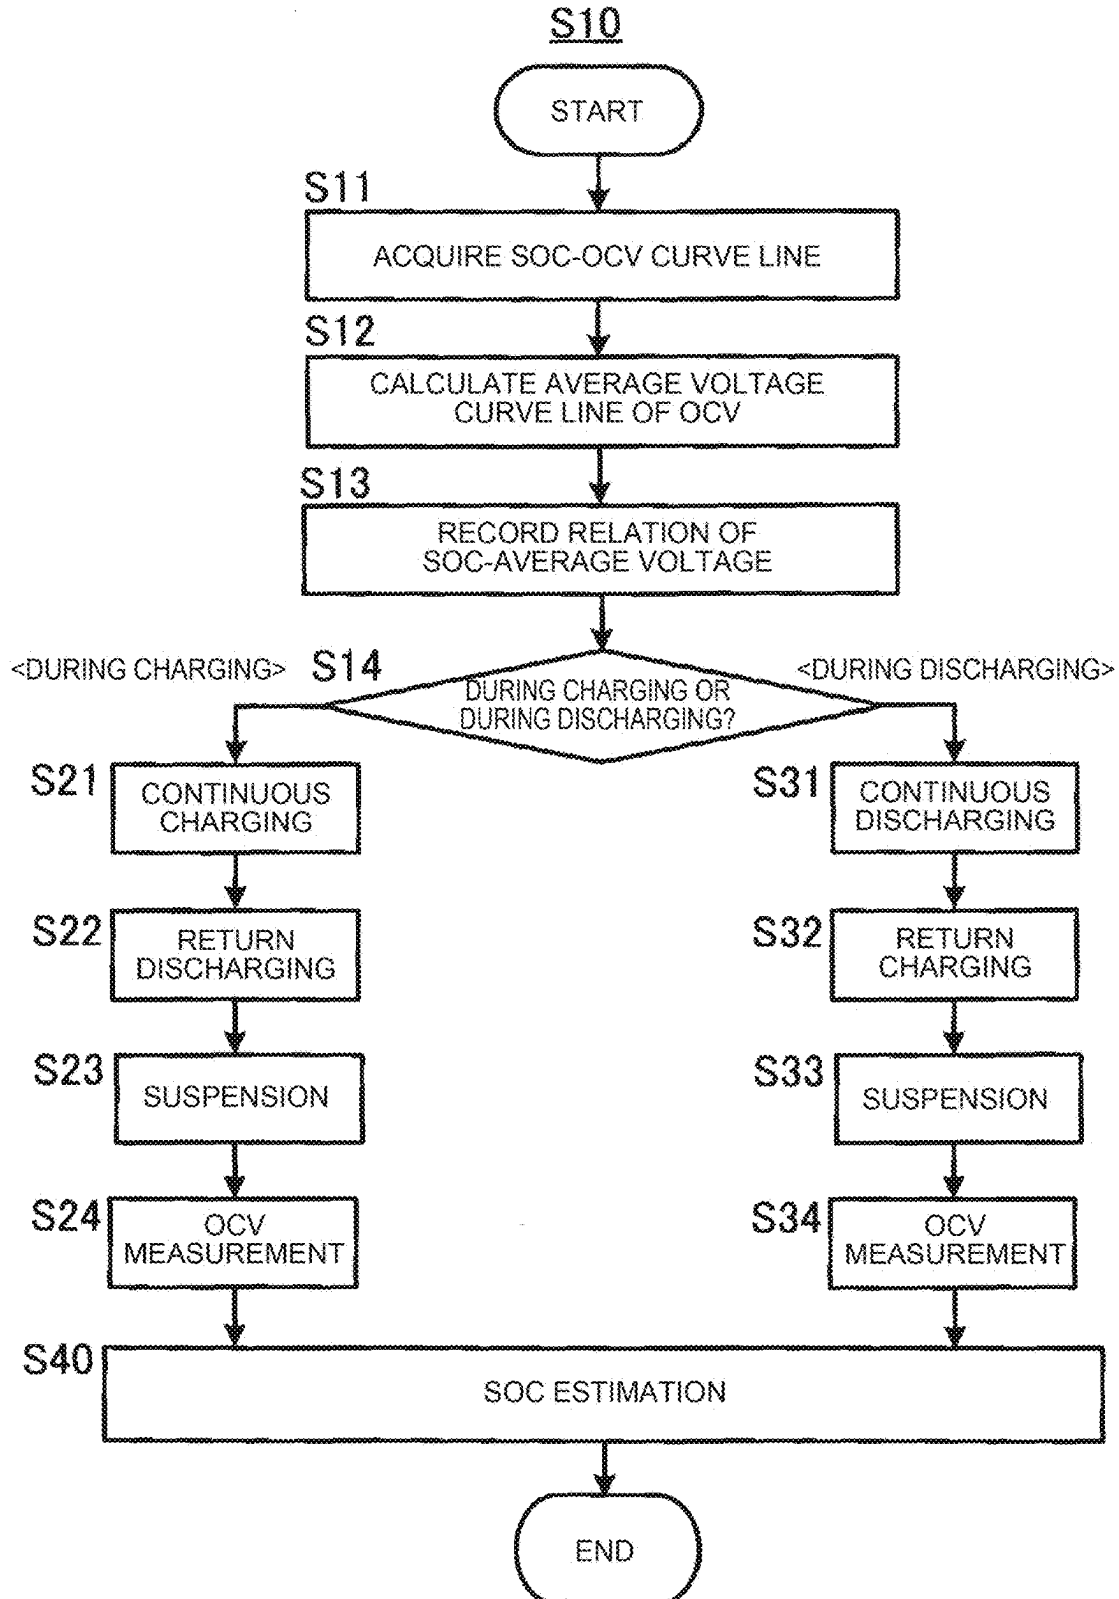 S10
START
S11
ACQUIRE SOC-OCV CURVE LINE
S12
CALCULATE AVERAGE VOLTAGE
CURVE LINE OF OCV
S13
RECORD RELATION OF
SOC-AVERAGE VOLTAGE
<DURING CHARGING>
S14
DURING CHARGING OR
DURING DISCHARGING?
<DURING DISCHARGING>
S21
CONTINUOUS
CHARGING
S31
CONTINUOUS
DISCHARGING
S22
RETURN
DISCHARGING
S32
RETURN
CHARGING
S23
SUSPENSION
S33
SUSPENSION
S24
OCV
MEASUREMENT
S34
OCV
MEASUREMENT
S40
SOC ESTIMATION
END